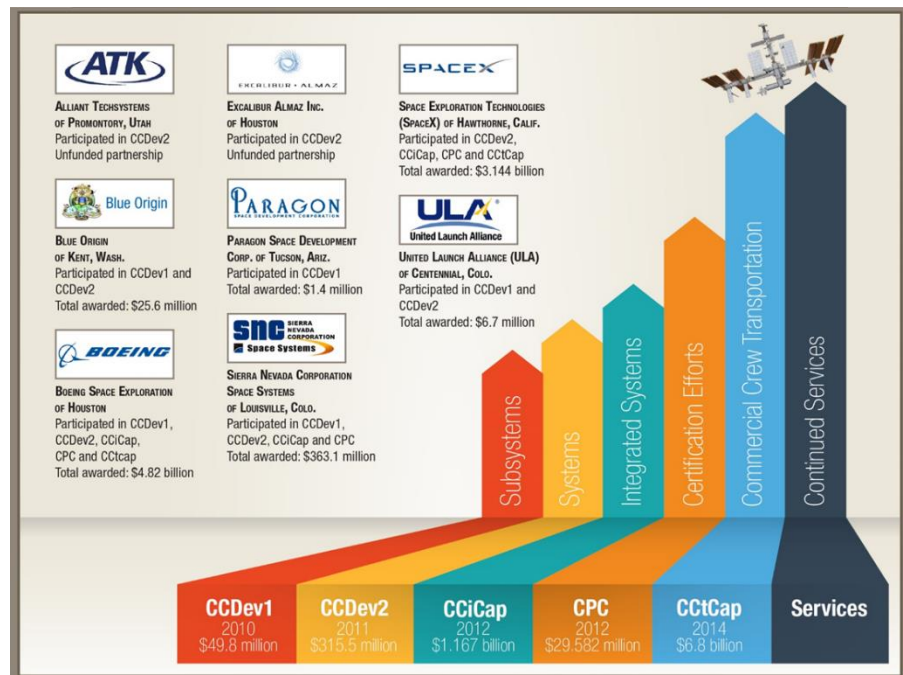 ATK
ALLIANT TECHSYSTEMS
OF PROMONTORY, UTAH
Participated in CCDev2
Unfunded partnership
Blue Origin
BLUE ORIGIN
OF KENT, WASH.
Participated in CCDev1 and
CCDev2
Total awarded: $25.6 million
BOEING
BOEING SPACE EXPLORATION
OF HOUSTON
Participated in CCDev1,
CCDev2, CCiCap,
CPC and CCtcap
Total awarded: $4.82 billion
EXCALIBUR • ALMAZ
EXCALIBUR ALMAZ INC.
OF HOUSTON
Participated in CCDev2
Unfunded partnership
PARAGON
SPACE DEVELOPMENT CORPORATION
PARAGON SPACE DEVELOPMENT
CORP. OF TUCSON, ARIZ.
Participated in CCDev1
Total awarded: $1.4 million
snc SIERRA
NEVADA
CORPORATION
Space Systems
SIERRA NEVADA CORPORATION
SPACE SYSTEMS
OF LOUISVILLE, COLO.
Participated in CCDev1,
CCDev2, CCiCap and CPC
Total awarded: $363.1 million
SPACEX
SPACE EXPLORATION TECHNOLOGIES
(SPACEX) OF HAWTHORNE, CALIF.
Participated in CCDev2,
CCiCap, CPC and CCtCap
Total awarded: $3.144 billion
ULA
United Launch Alliance
UNITED LAUNCH ALLIANCE (ULA)
OF CENTENNIAL, COLO.
Participated in CCDev1 and
CCDev2
Total awarded: $6.7 million
Subsystems
Systems
Integrated Systems
Certification Efforts
Commercial Crew Transportation
Continued Services
CCDev1
2010
$49.8 million
CCDev2
2011
$315.5 million
CCiCap
2012
$1.167 billion
CPC
2012
$29.582 million
CCtCap
2014
$6.8 billion
Services